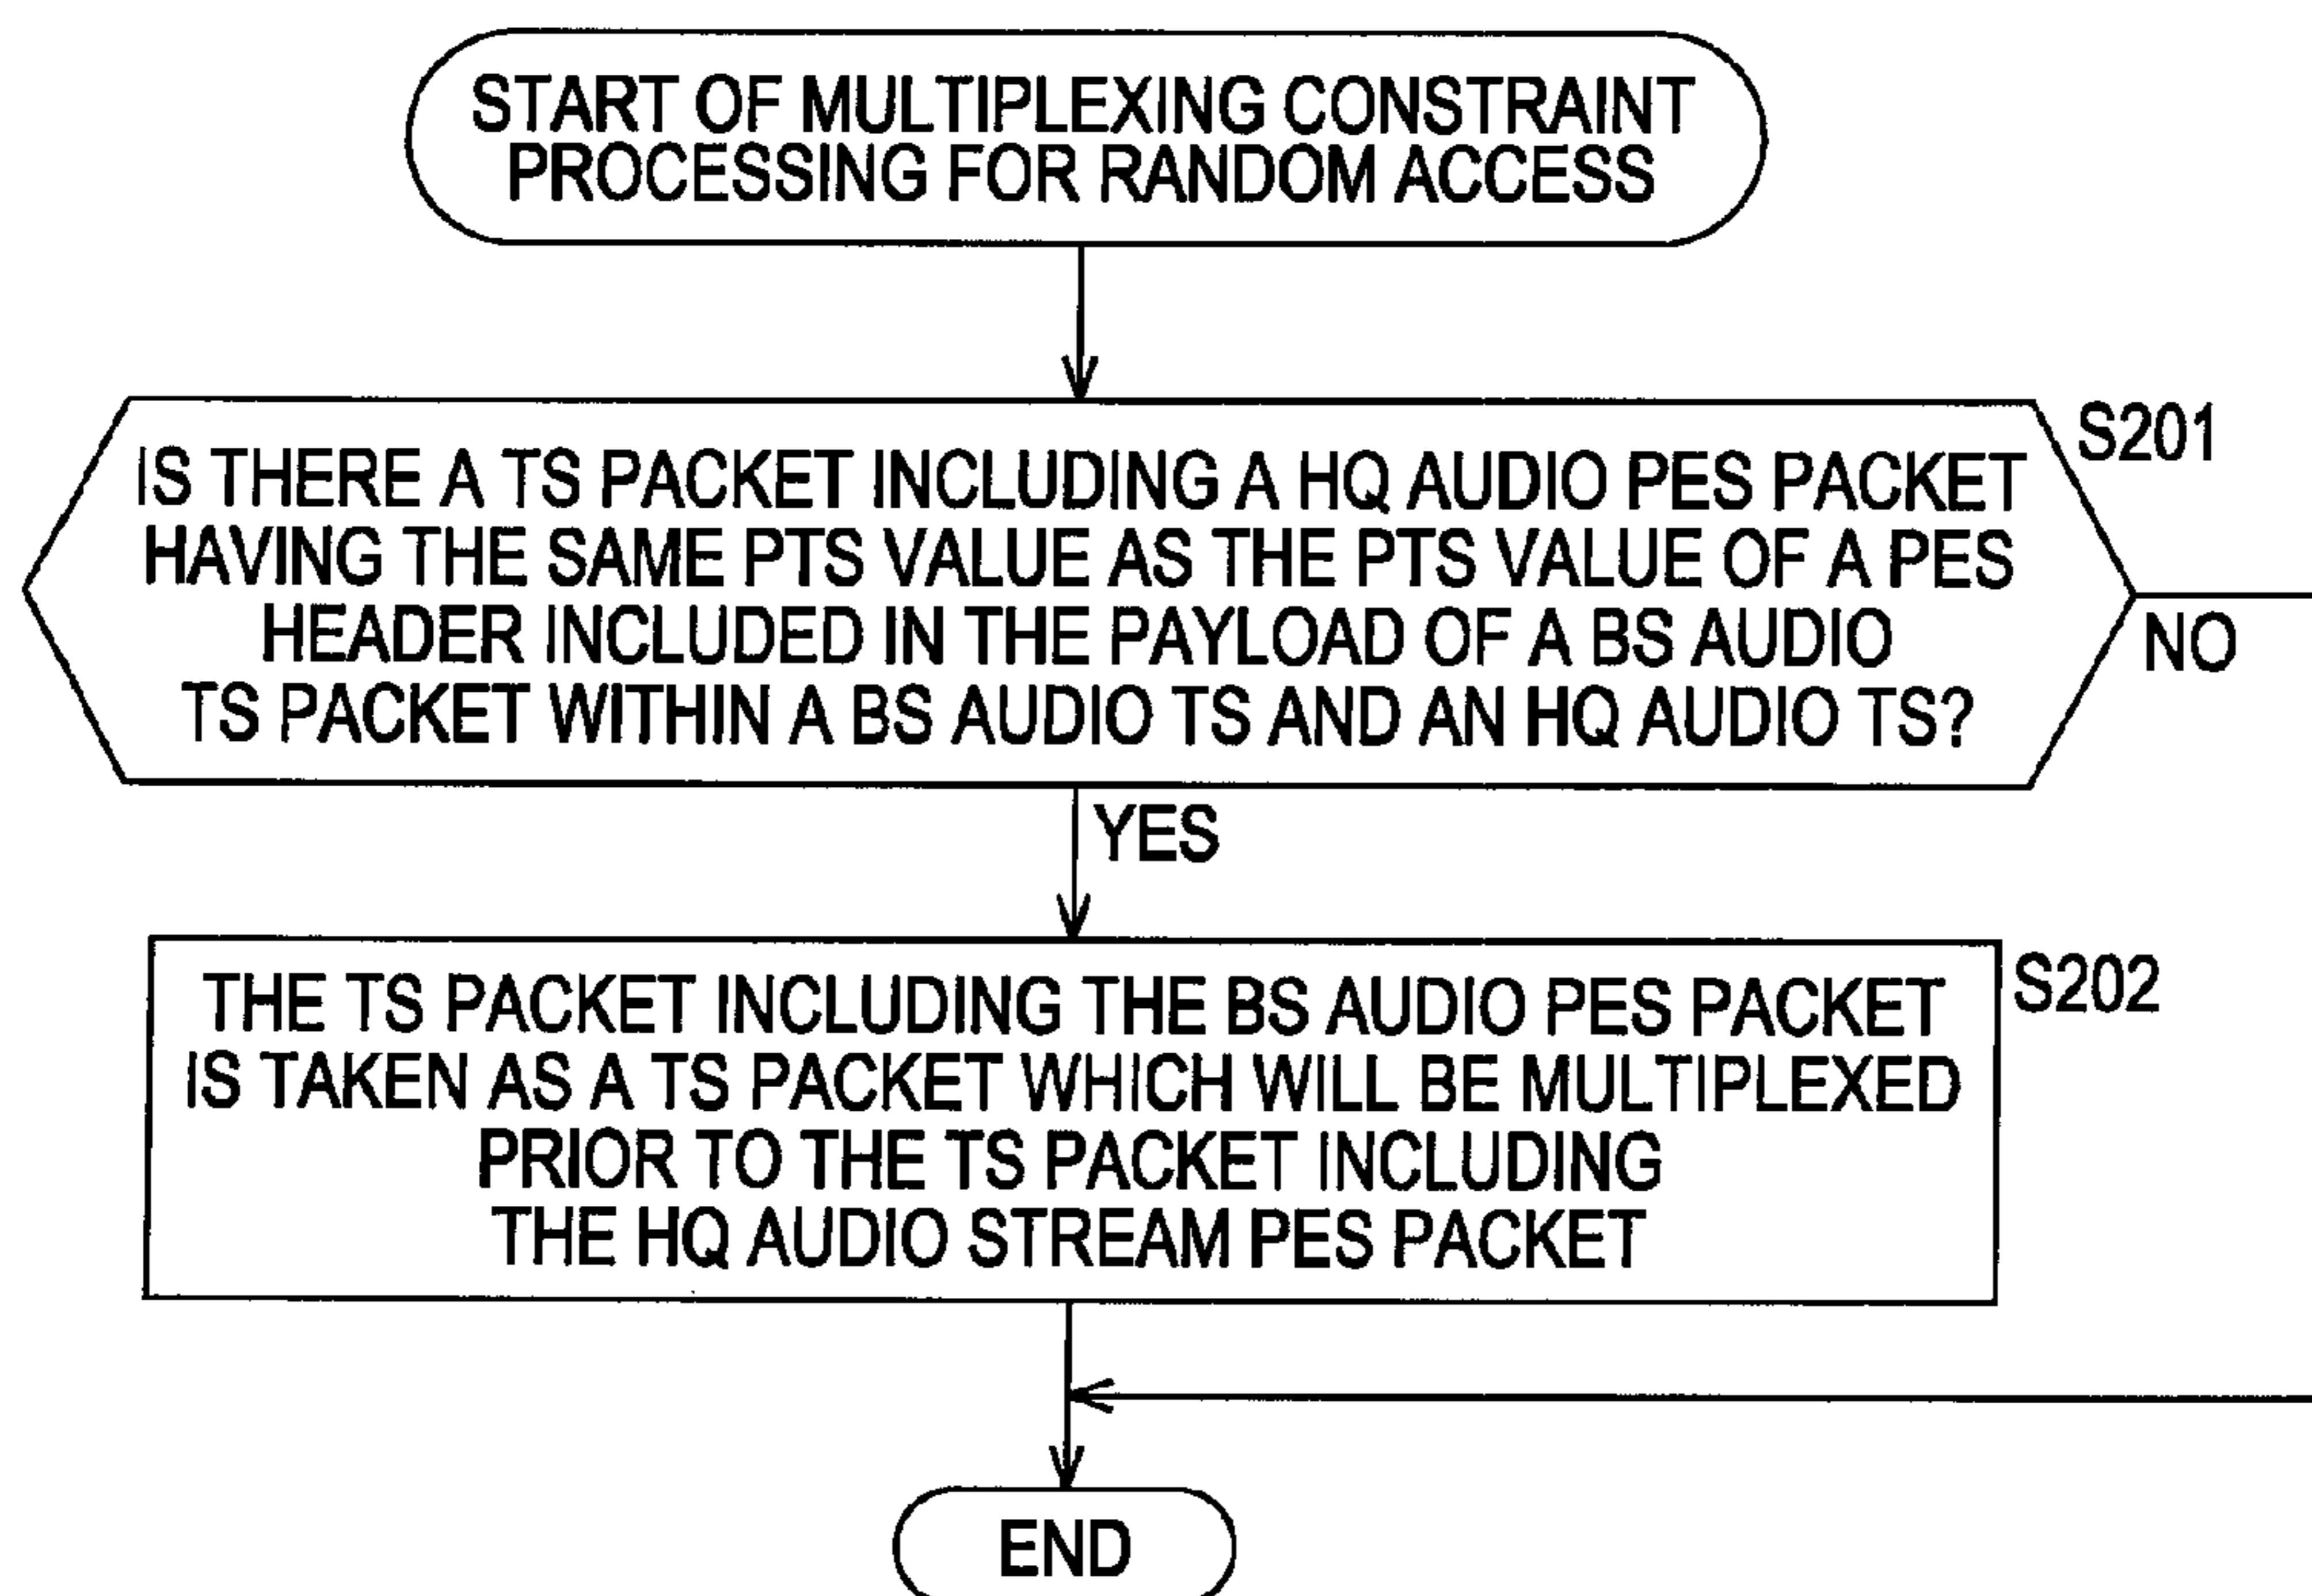 START OF MULTIPLEXING CONSTRAINT
PROCESSING FOR RANDOM ACCESS
S201
IS THERE A TS PACKET INCLUDING A HQ AUDIO PES PACKET
HAVING THE SAME PTS VALUE AS THE PTS VALUE OF A PES
HEADER INCLUDED IN THE PAYLOAD OF A BS AUDIO
TS PACKET WITHIN A BS AUDIO TS AND AN HQ AUDIO TS?
NO
YES
S202
THE TS PACKET INCLUDING THE BS AUDIO PES PACKET
IS TAKEN AS A TS PACKET WHICH WILL BE MULTIPLEXED
PRIOR TO THE TS PACKET INCLUDING
THE HQ AUDIO STREAM PES PACKET
END